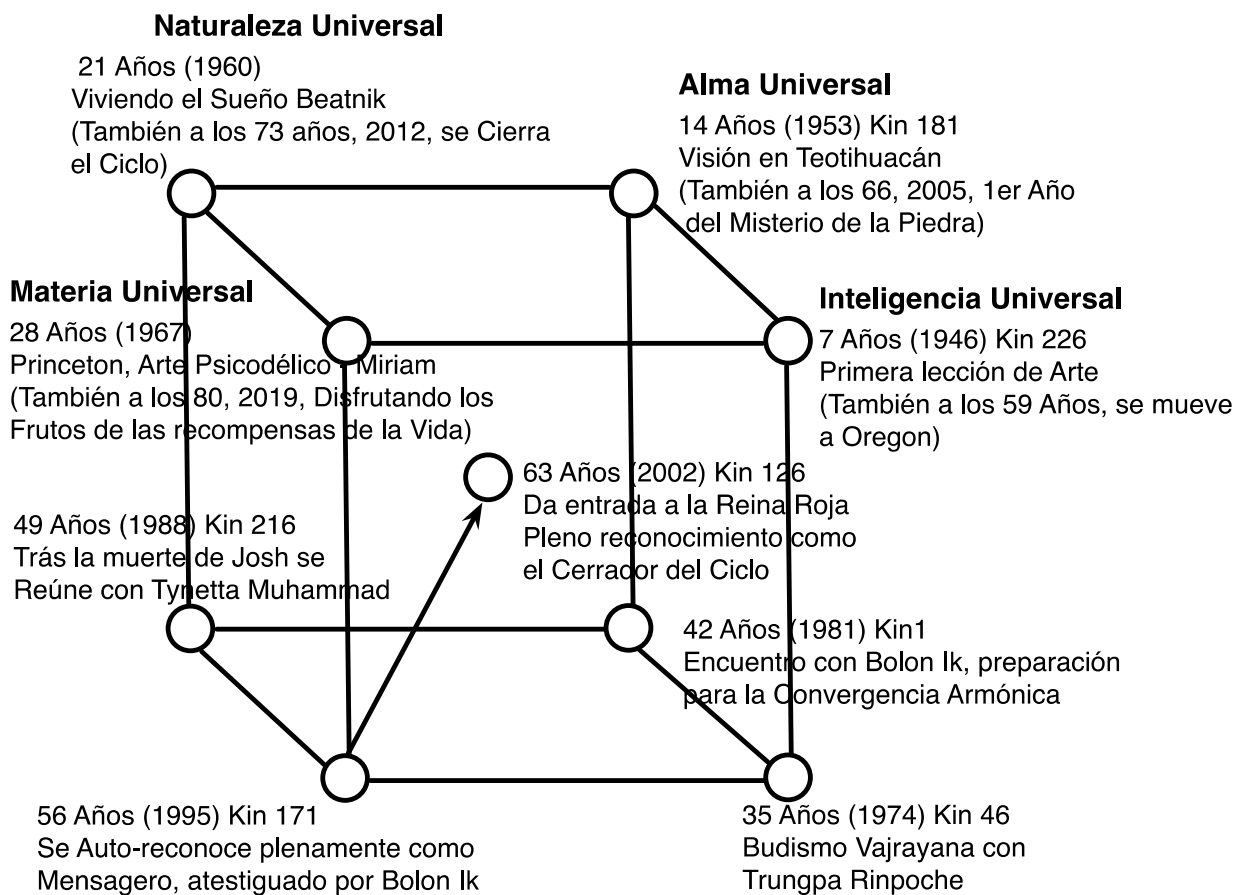 Naturaleza Universal
21 Años (1960)
Viviendo el Sueño Beatnik
(También a los 73 años, 2012, se Cierra
el Ciclo)
Alma Universal
14 Años (1953) Kin 181
Visión en Teotihuacán
(También a los 66, 2005, 1er Año
del Misterio de la Piedra)
Materia Universal
28 Años (1967)
Princeton, Arte Psicodélico - Miriam
(También a los 80, 2019, Disfrutando los
Frutos de las recompensas de la Vida)
Inteligencia Universal
7 Años (1946) Kin 226
Primera lección de Arte
(También a los 59 Años, se mueve
a Oregon)
63 Años (2002) Kin 126
Da entrada a la Reina Roja
Pleno reconocimiento como
el Cerrador del Ciclo
49 Años (1988) Kin 216
Trás la muerte de Josh se
Reúne con Tynetta Muhammad
42 Años (1981) Kin1
Encuentro con Bolon Ik, preparación
para la Convergencia Armónica
56 Años (1995) Kin 171
Se Auto-reconoce plenamente como
Mensagero, atestiguado por Bolon Ik
35 Años (1974) Kin 46
Budismo Vajrayana con
Trungpa Rinpoche